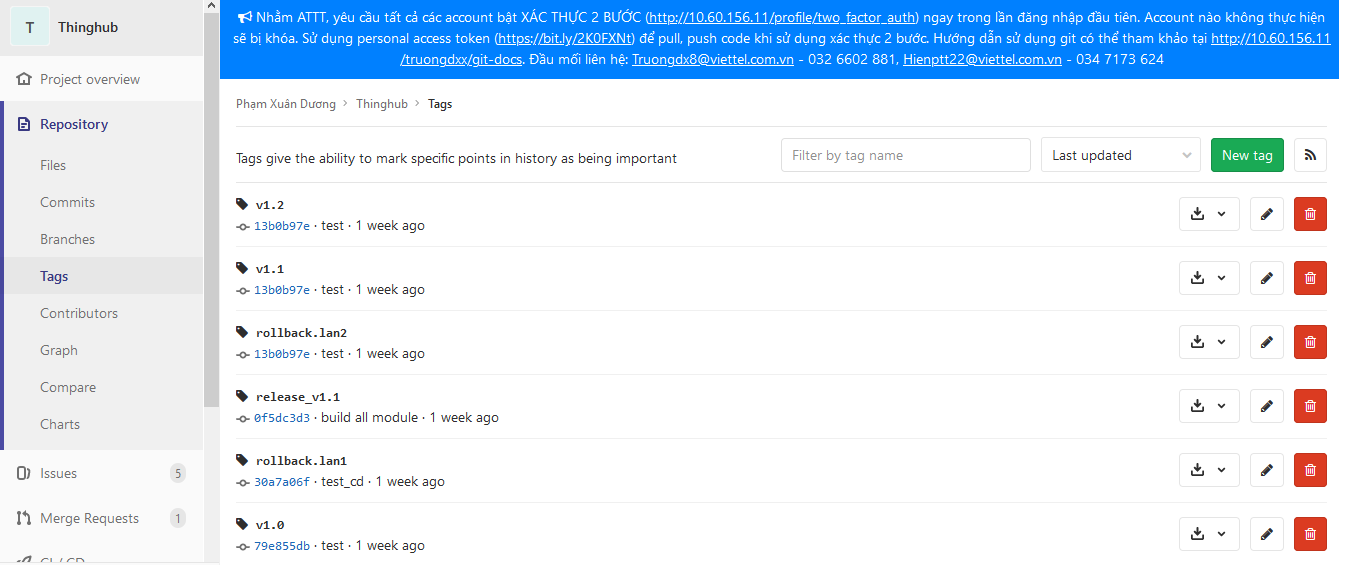 T Thinghub
Project overview
Repository
Files
Commits
Branches
Tags
Contributors
Graph
Compare
Charts
Issues 5
Merge Requests 1
CI / CD
Nhằm ATTT, yêu cầu tất cả các account bật XÁC THỰC 2 BƯỚC (http://10.60.156.11/profile/two_factor_auth) ngay trong lần đăng nhập đầu tiên. Account nào không thực hiện
sẽ bị khóa. Sử dụng personal access token (https://bit.ly/2K0FXNt) để pull, push code khi sử dụng xác thực 2 bước. Hướng dẫn sử dụng git có thể tham khảo tại http://10.60.156.11
/truongdxx/git-docs. Đầu mối liên hệ: Truongdx8@viettel.com.vn - 032 6602 881, Hienptt22@viettel.com.vn - 034 7173 624
Phạm Xuân Dương > Thinghub > Tags
Tags give the ability to mark specific points in history as being important
Filter by tag name
Last updated
New tag
v1.2
13b0b97e · test · 1 week ago
v1.1
13b0b97e · test · 1 week ago
rollback.lan2
13b0b97e · test · 1 week ago
release_v1.1
0f5dc3d3 · build all module · 1 week ago
rollback.lan1
30a7a06f · test_cd · 1 week ago
v1.0
79e855db · test · 1 week ago